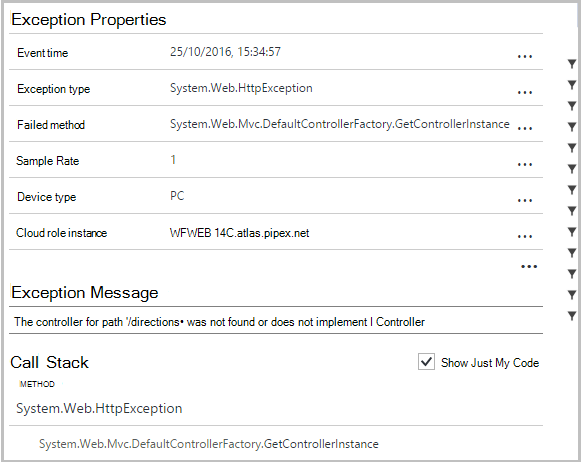 Exception Properties
Event time 25/10/2016, 15:34:57 ...
Exception type System.Web.HttpException ...
Failed method System.Web.Mvc.DefaultControllerFactory.GetControllerInstance ...
Sample Rate 1 ...
Device type PC ...
Cloud role instance WFWEB 14C.atlas.pipex.net ...
...
Exception Message
The controller for path '/directions• was not found or does not implement I Controller
Call Stack Show Just My Code
METHOD
System.Web.HttpException
System.Web.Mvc.DefaultControllerFactory.GetControllerInstance